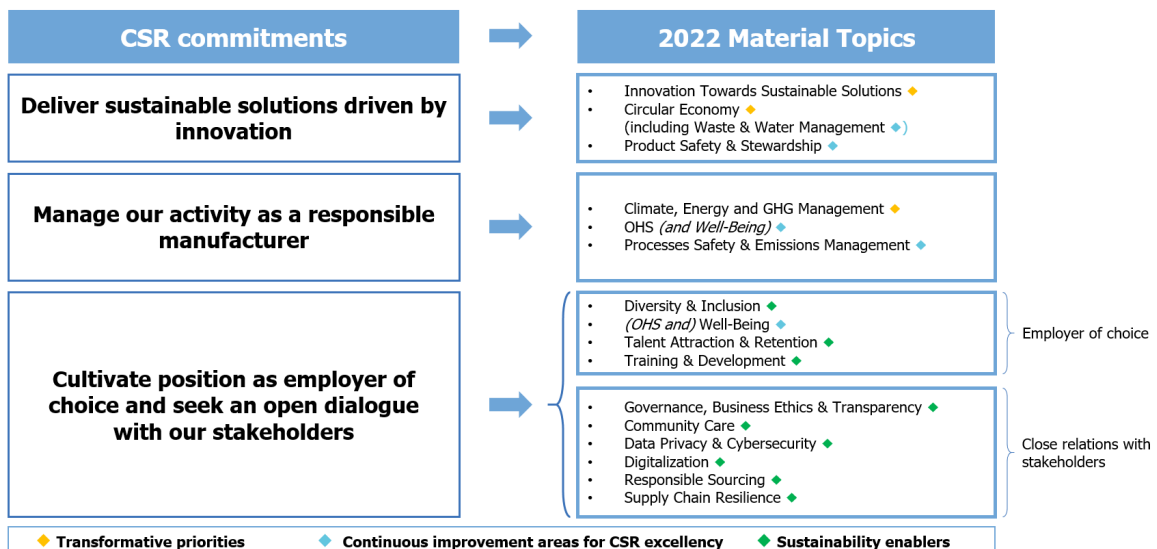 CSR commitments
2022 Material Topics
Deliver sustainable solutions driven by
innovation
• Innovation Towards Sustainable Solutions
• Circular Economy
(including Waste & Water Management )
• Product Safety & Stewardship
Manage our activity as a responsible
manufacturer
• Climate, Energy and GHG Management
• OHS (and Well-Being)
• Processes Safety & Emissions Management
Cultivate position as employer of
choice and seek an open dialogue
with our stakeholders
• Diversity & Inclusion
• (OHS and) Well-Being
• Talent Attraction & Retention
• Training & Development
Employer of choice
• Governance, Business Ethics & Transparency
• Community Care
• Data Privacy & Cybersecurity
• Digitalization
• Responsible Sourcing
• Supply Chain Resilience
Close relations with
stakeholders
Transformative priorities
Continuous improvement areas for CSR excellency
Sustainability enablers